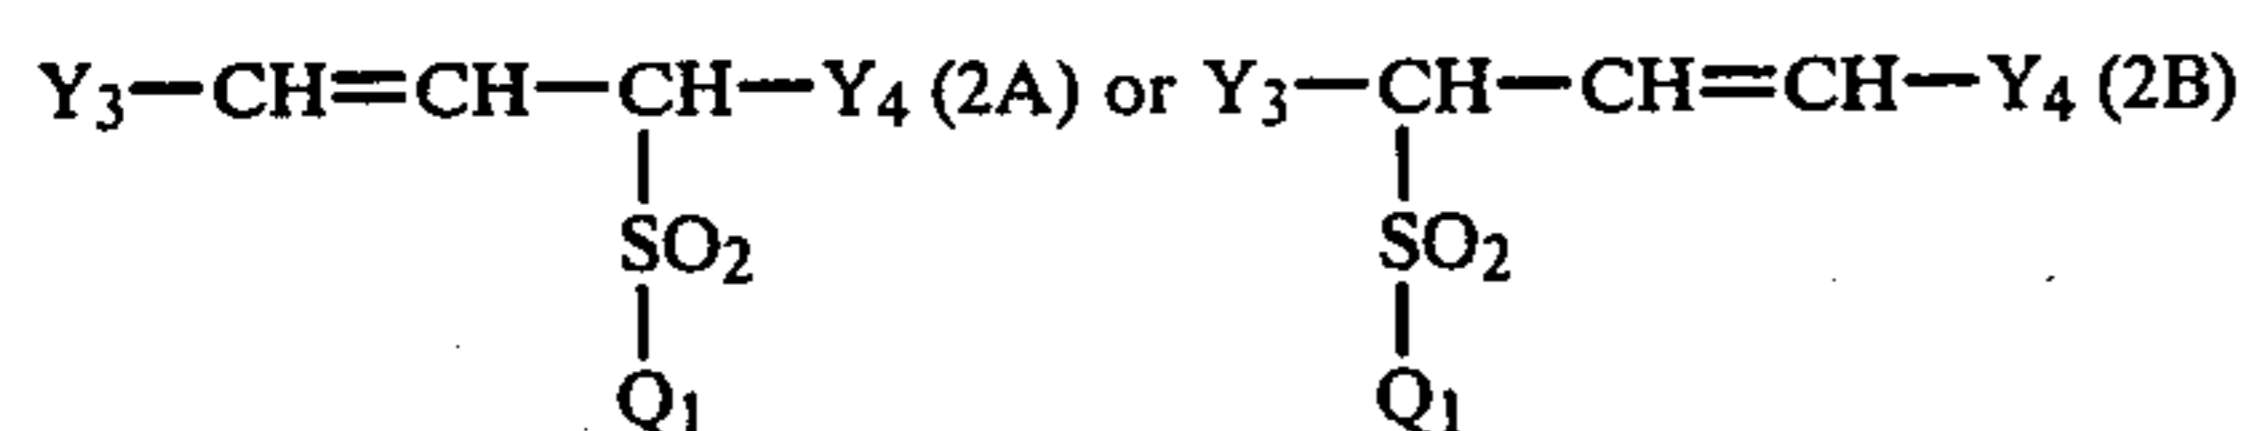 Y3—CH=CH—CH—Y4 (2A) or Y3—CH—CH=CH—Y4 (2B)
SO2 SO2
Q1 Q1